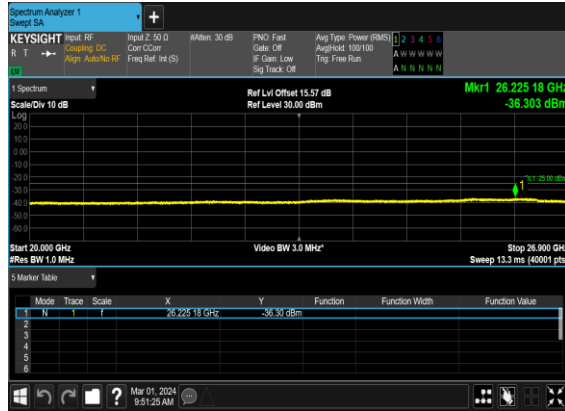 Spectrum Analyzer 1
Swept SA
+
KEYSIGHT Input: RF Input Z: 50 Ω #Atten: 30 dB PNO: Fast Avg Type: Power (RMS) 1 2 3 4 5 6
R T Coupling: DC Corr CCorr Gate: Off Avg|Hold: 100/100 A W W W W W
Align: Auto/No RF Freq Ref: Int (S) IF Gain: Low Trig: Free Run
Sig Track: Off A N N N N N
1 Spectrum Ref Lvl Offset 15.57 dB Mkr1 26.225 18 GHz
Scale/Div 10 dB Ref Level 30.00 dBm -36.303 dBm
Log
20.0
10.0
0.00
-10.0
-20.0
DL1 -25.00 dBm
1
-30.0
-40.0
-50.0
-60.0
Start 20.000 GHz Video BW 3.0 MHz* Stop 26.900 GHz
#Res BW 1.0 MHz Sweep 13.3 ms (40001 pts)
5 Marker Table
Mode Trace Scale X Y Function Function Width Function Value
1 N 1 f 26.225 18 GHz -36.30 dBm
2
3
4
5
6
? Mar 01, 2024
9:51:25 AM